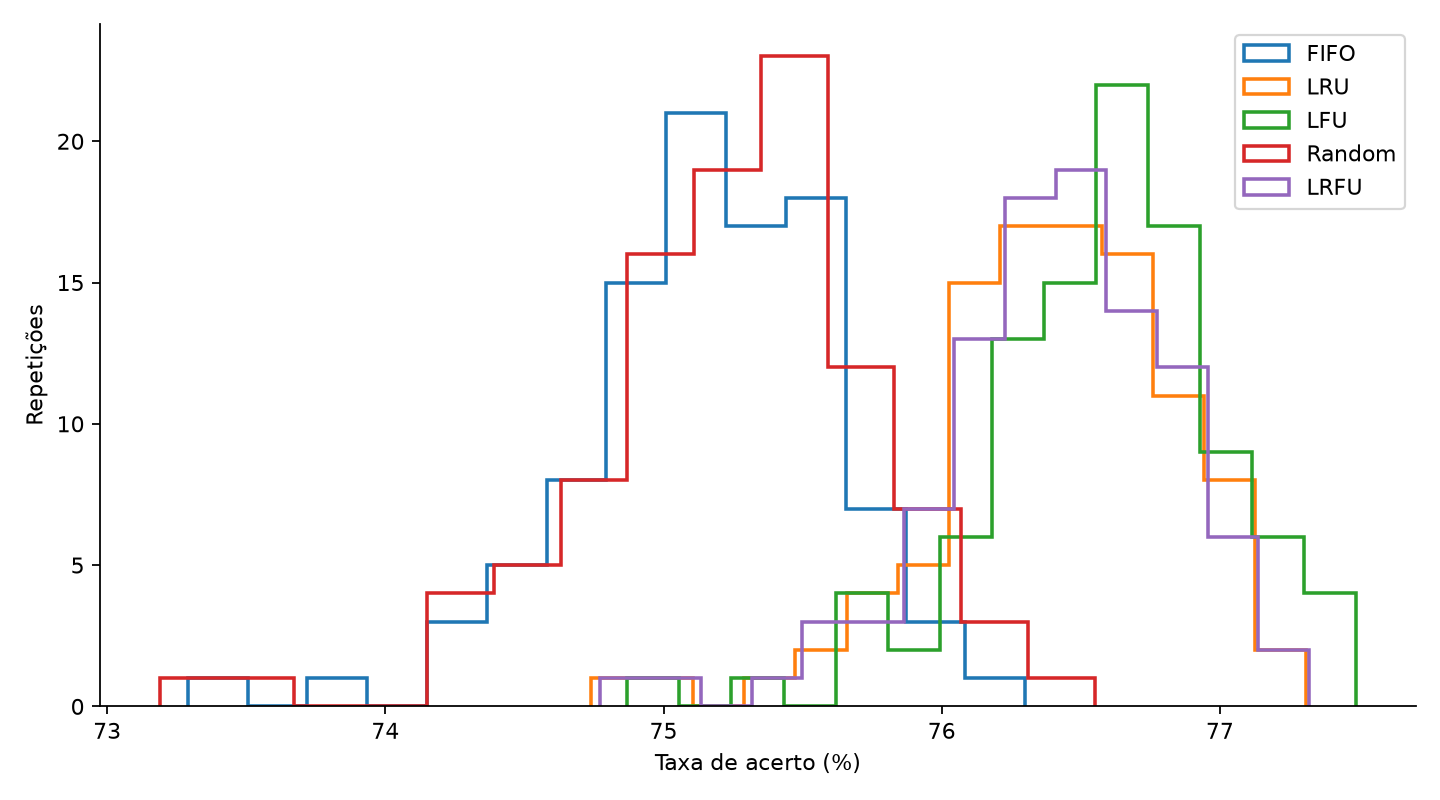 FIFO
LRU
LFU
Random
LRFU
Repetições
20
15
10
5
0
73 74 75 76 77
Taxa de acerto (%)